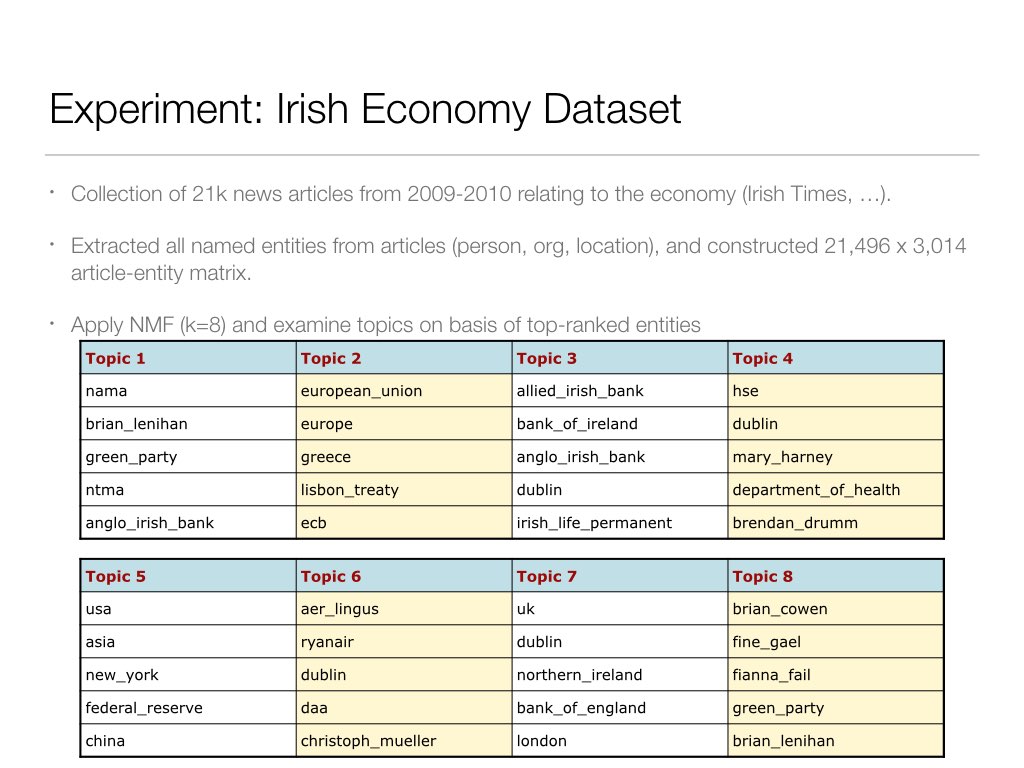 Experiment: Irish Economy Dataset
• Collection of 21k news articles from 2009-2010 relating to the economy (Irish Times, …).
• Extracted all named entities from articles (person, org, location), and constructed 21,496 x 3,014
article-entity matrix.
• Apply NMF (k=8) and examine topics on basis of top-ranked entities
Topic 1 Topic 2 Topic 3 Topic 4
nama european_union allied_irish_bank hse
brian_lenihan europe bank_of_ireland dublin
green_party greece anglo_irish_bank mary_harney
ntma lisbon_treaty dublin department_of_health
anglo_irish_bank ecb irish_life_permanent brendan_drumm
Topic 5 Topic 6 Topic 7 Topic 8
usa aer_lingus uk brian_cowen
asia ryanair dublin fine_gael
new_york dublin northern_ireland fianna_fail
federal_reserve daa bank_of_england green_party
china christoph_mueller london brian_lenihan